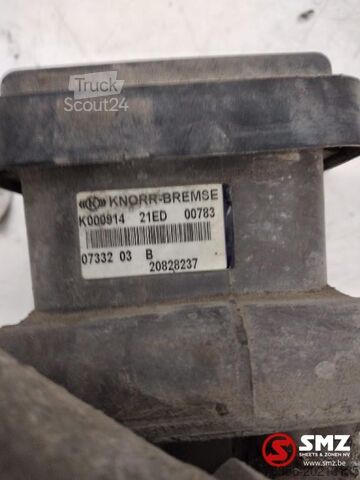 Truck
Scout24
KNORR-BREMSE
K000914 21ED 00783
07332 03 B
20828237
SMZ
SMEETS & ZONEN NV
www.smz.be